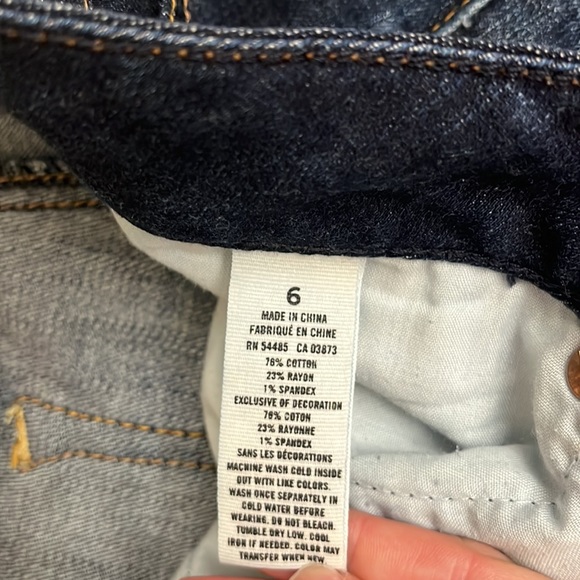 6
MADE IN CHINA
FABRIQUÉ EN CHINE
RN 54485 CA 03873
76% COTTON
23% RAYON
1% SPANDEX
EXCLUSIVE OF DECORATION
76% COTON
23% RAYONNE
1% SPANDEX
SANS LES DÉCORATIONS
MACHINE WASH COLD INSIDE
OUT WITH LIKE COLORS.
WASH ONCE SEPARATELY IN
COLD WATER BEFORE
WEARING. DO NOT BLEACH.
TUMBLE DRY LOW. COOL
IRON IF NEEDED. COLOR MAY
TRANSFER WHEN NEW